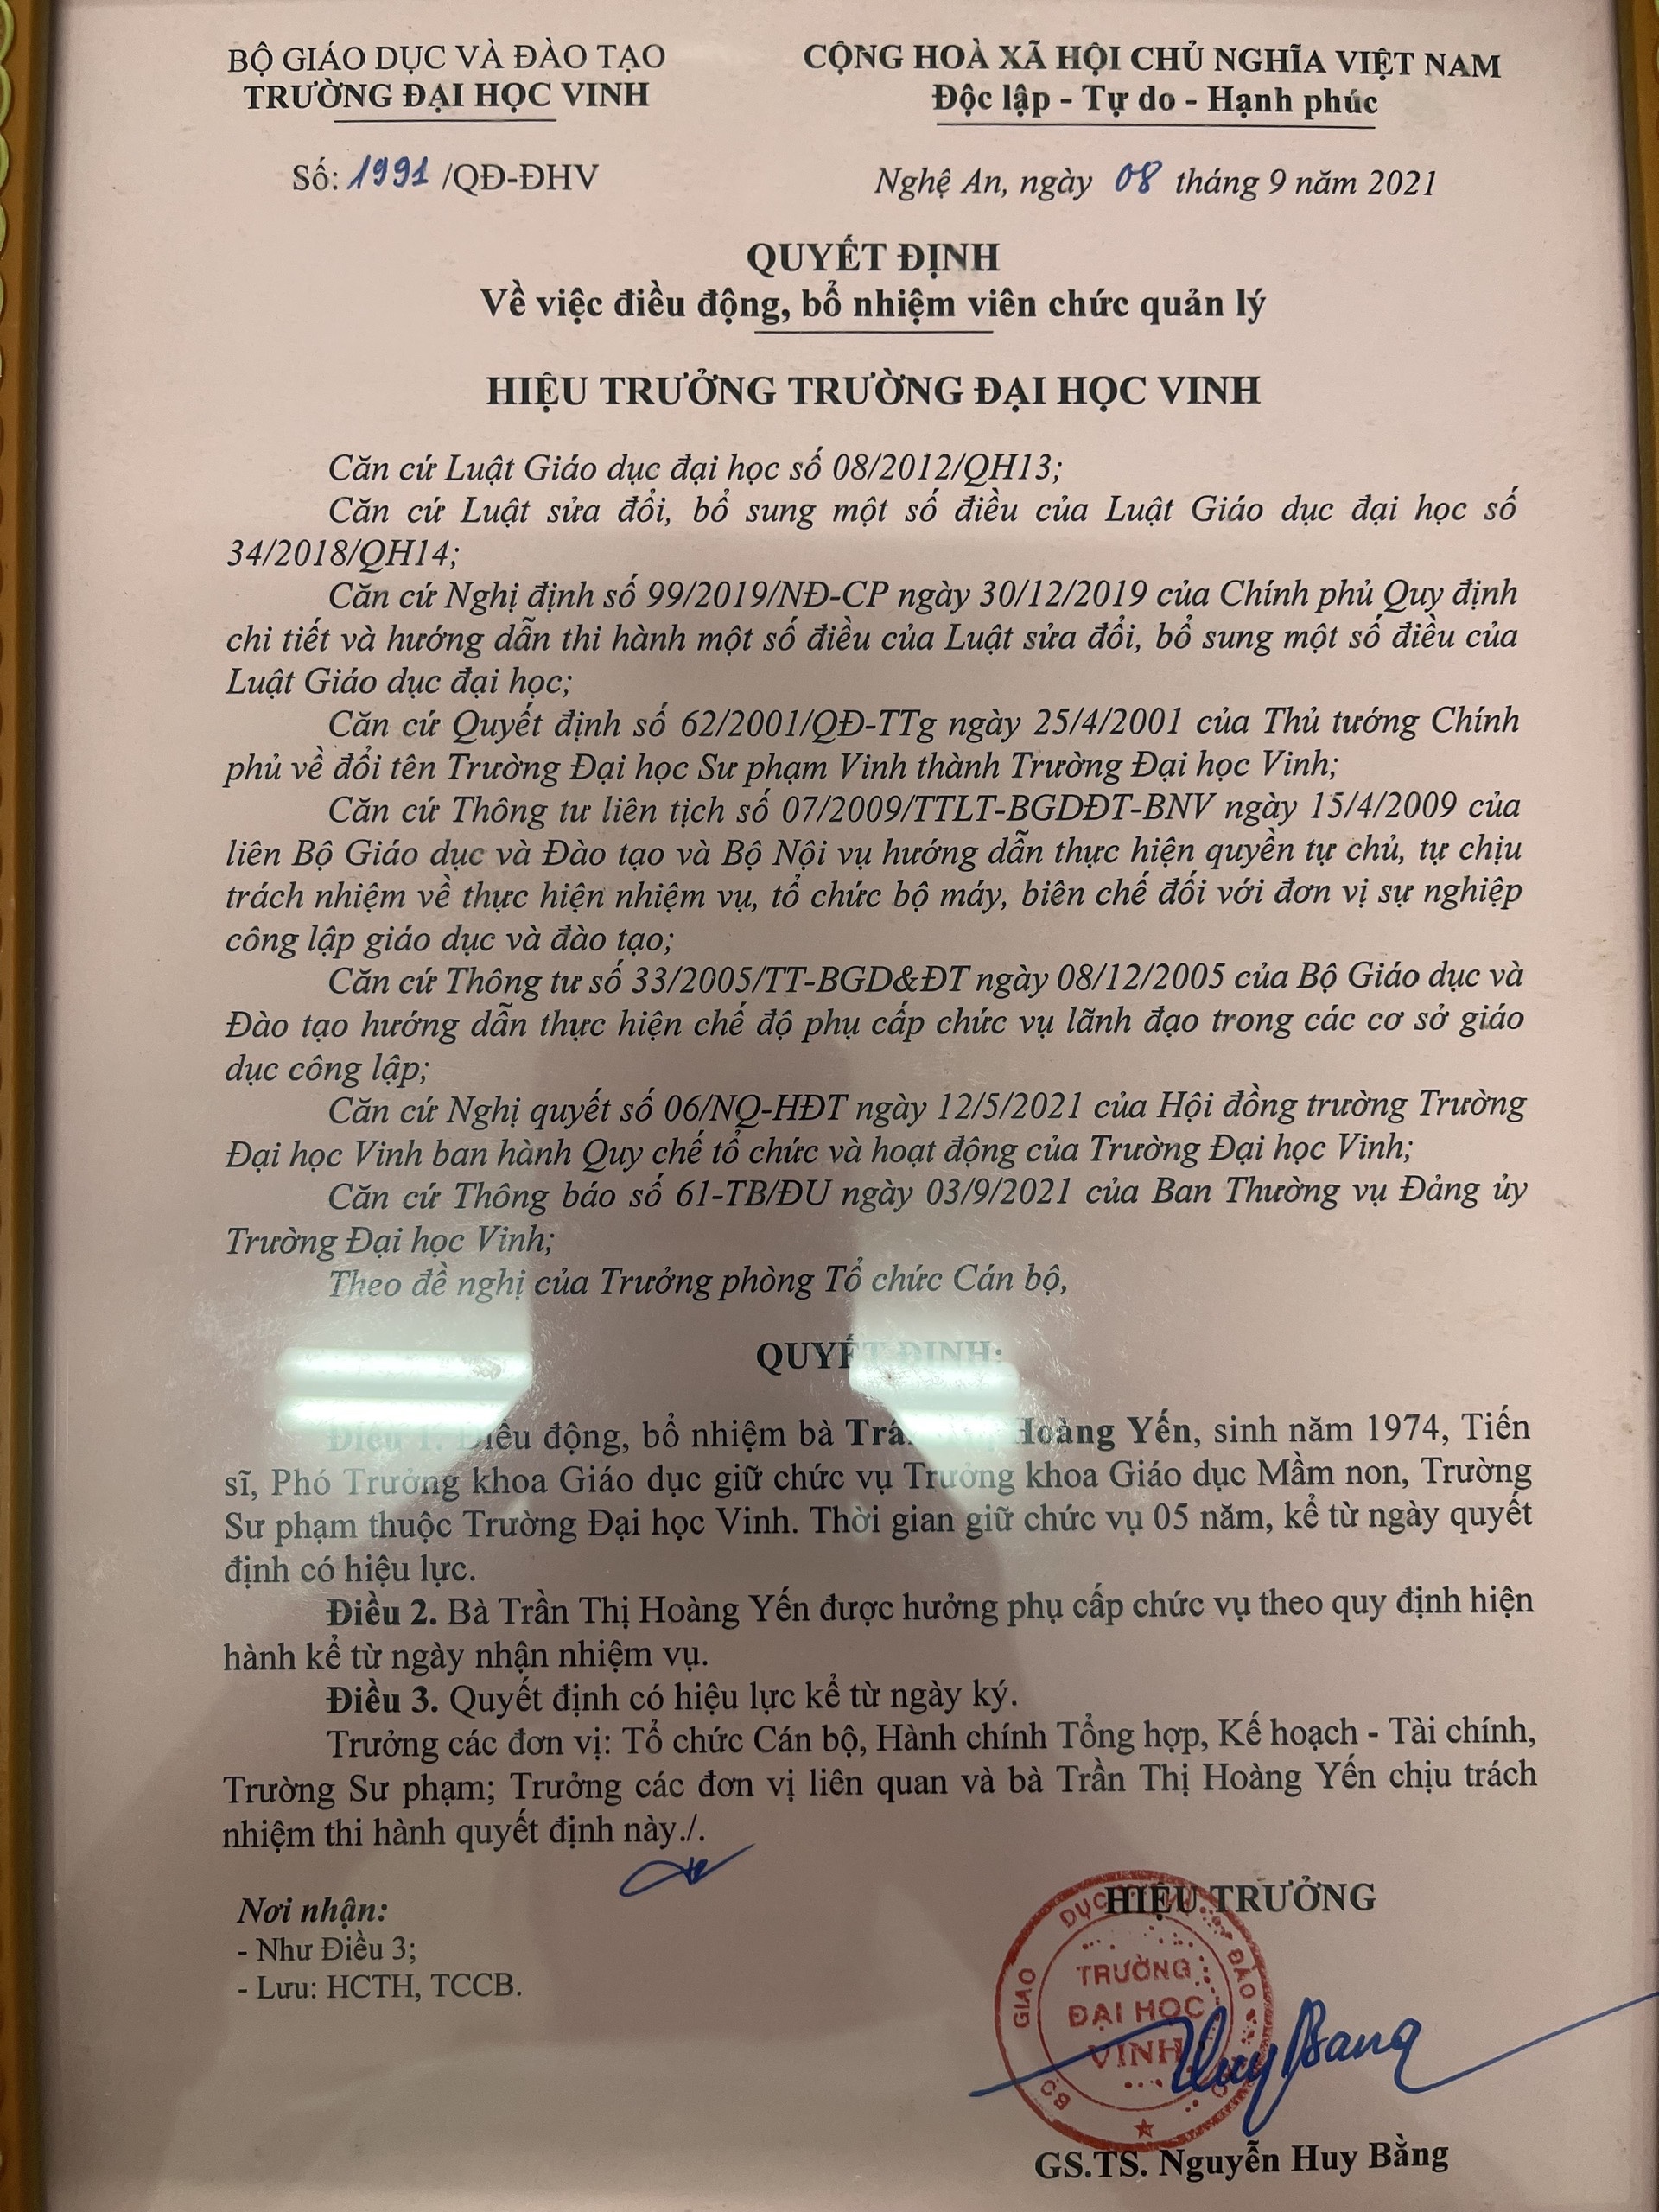 BỘ GIÁO DỤC VÀ ĐÀO TẠO
TRƯỜNG ĐẠI HỌC VINH
CỘNG HOÀ XÃ HỘI CHỦ NGHĨA VIỆT NAM
Độc lập - Tự do - Hạnh phúc
Số: 1991 /QĐ-ĐHV
Nghệ An, ngày 08 tháng 9 năm 2021
QUYẾT ĐỊNH
Về việc điều động, bổ nhiệm viên chức quản lý
HIỆU TRƯỞNG TRƯỜNG ĐẠI HỌC VINH
Căn cứ Luật Giáo dục đại học số 08/2012/QH13;
Căn cứ Luật sửa đổi, bổ sung một số điều của Luật Giáo dục đại học số
34/2018/QH14;
Căn cứ Nghị định số 99/2019/NĐ-CP ngày 30/12/2019 của Chính phủ Quy định
chi tiết và hướng dẫn thi hành một số điều của Luật sửa đổi, bổ sung một số điều của
Luật Giáo dục đại học;
Căn cứ Quyết định số 62/2001/QĐ-TTg ngày 25/4/2001 của Thủ tướng Chính
phủ về đổi tên Trường Đại học Sư phạm Vinh thành Trường Đại học Vinh;
Căn cứ Thông tư liên tịch số 07/2009/TTLT-BGDĐT-BNV ngày 15/4/2009 của
liên Bộ Giáo dục và Đào tạo và Bộ Nội vụ hướng dẫn thực hiện quyền tự chủ, tự chịu
trách nhiệm về thực hiện nhiệm vụ, tổ chức bộ máy, biên chế đối với đơn vị sự nghiệp
công lập giáo dục và đào tạo;
Căn cứ Thông tư số 33/2005/TT-BGD&ĐT ngày 08/12/2005 của Bộ Giáo dục và
Đào tạo hướng dẫn thực hiện chế độ phụ cấp chức vụ lãnh đạo trong các cơ sở giáo
dục công lập;
Căn cứ Nghị quyết số 06/NQ-HĐT ngày 12/5/2021 của Hội đồng trường Trường
Đại học Vinh ban hành Quy chế tổ chức và hoạt động của Trường Đại học Vinh;
Căn cứ Thông báo số 61-TB/ĐU ngày 03/9/2021 của Ban Thường vụ Đảng ủy
Trường Đại học Vinh;
Theo đề nghị của Trưởng phòng Tổ chức Cán bộ,
QUYẾT ĐỊNH:
Điều 1. Điều động, bổ nhiệm bà Trần Hoàng Yến, sinh năm 1974, Tiến
sĩ, Phó Trưởng khoa Giáo dục giữ chức vụ Trưởng khoa Giáo dục Mầm non, Trường
Sư phạm thuộc Trường Đại học Vinh. Thời gian giữ chức vụ 05 năm, kể từ ngày quyết
định có hiệu lực.
Điều 2. Bà Trần Thị Hoàng Yến được hưởng phụ cấp chức vụ theo quy định hiện
hành kể từ ngày nhận nhiệm vụ.
Điều 3. Quyết định có hiệu lực kể từ ngày ký.
Trưởng các đơn vị: Tổ chức Cán bộ, Hành chính Tổng hợp, Kế hoạch - Tài chính,
Trường Sư phạm; Trưởng các đơn vị liên quan và bà Trần Thị Hoàng Yến chịu trách
nhiệm thi hành quyết định này./.
Nơi nhận:
- Như Điều 3;
- Lưu: HCTH, TCCB.
HIỆU TRƯỞNG
BỘ GIÁO DỤC ĐÀO
TRƯỜNG
ĐẠI HỌC
VINH
Huy Bằng
GS.TS. Nguyễn Huy Bằng